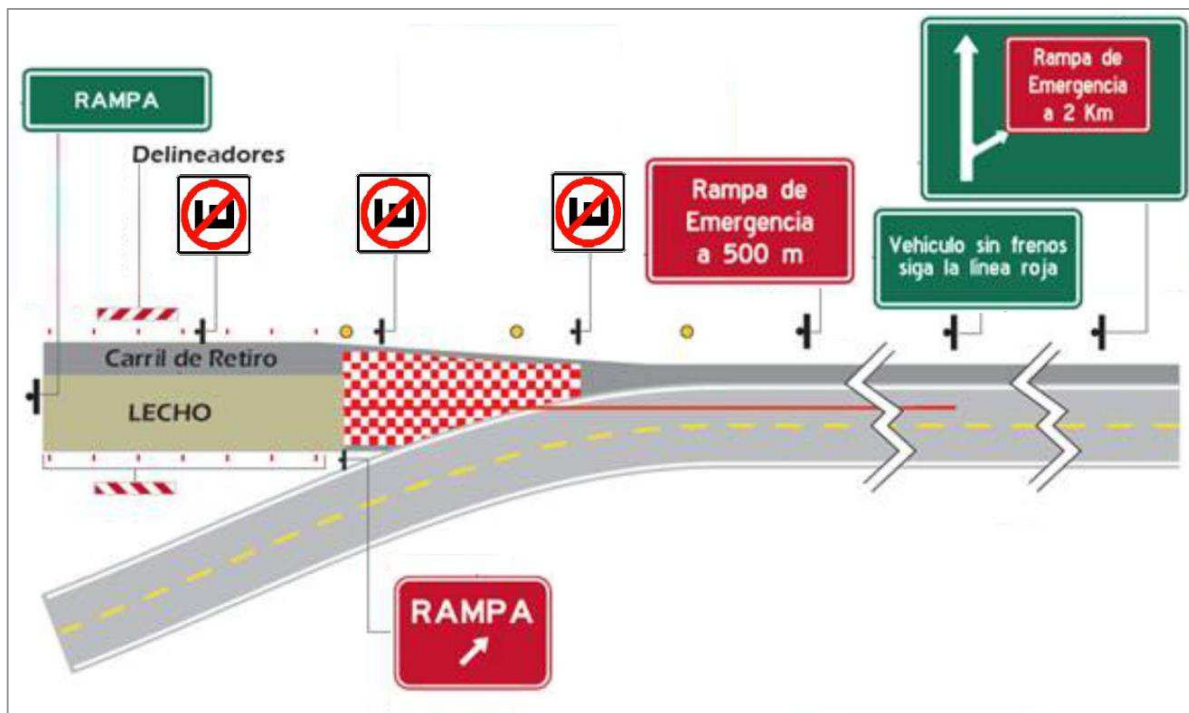 RAMPA
Delineadores
Rampa de
Emergencia
a 500 m
Rampa de
Emergencia
a 2 Km
Vehículo sin frenos
siga la línea roja
Carril de Retiro
LECHO
RAMPA